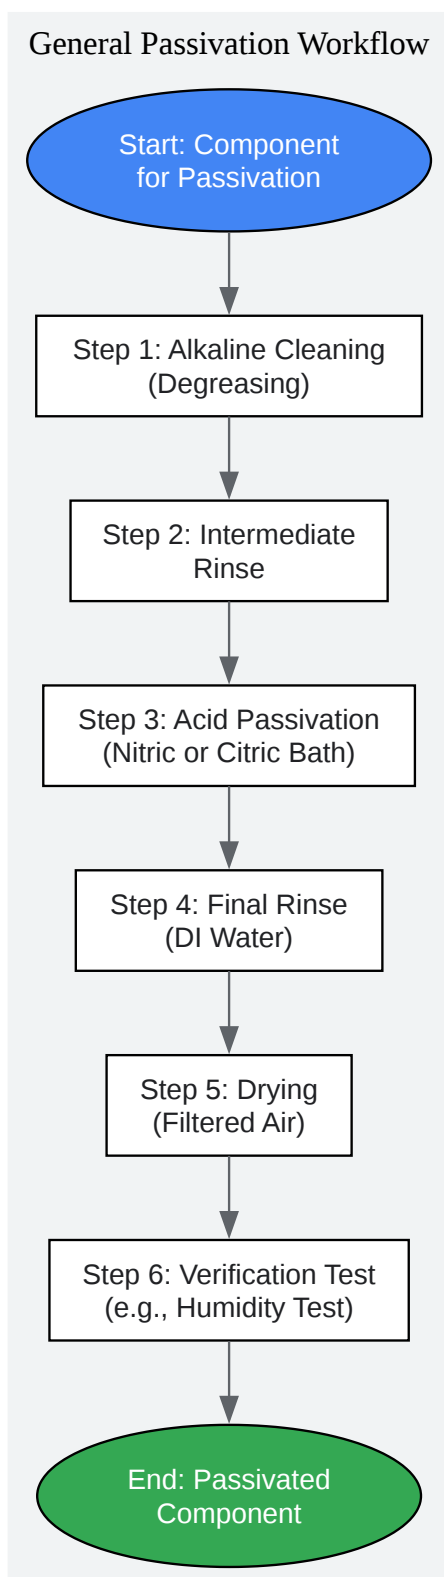 General Passivation Workflow
Start: Component
for Passivation
Step 1: Alkaline Cleaning
(Degreasing)
Step 2: Intermediate
Rinse
Step 3: Acid Passivation
(Nitric or Citric Bath)
Step 4: Final Rinse
(DI Water)
Step 5: Drying
(Filtered Air)
Step 6: Verification Test
(e.g., Humidity Test)
End: Passivated
Component